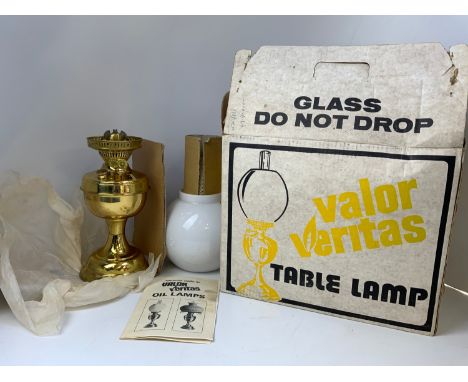 GLASS
DO NOT DROP
valor
veritas
TABLE LAMP
valor
veritas
OIL LAMPS